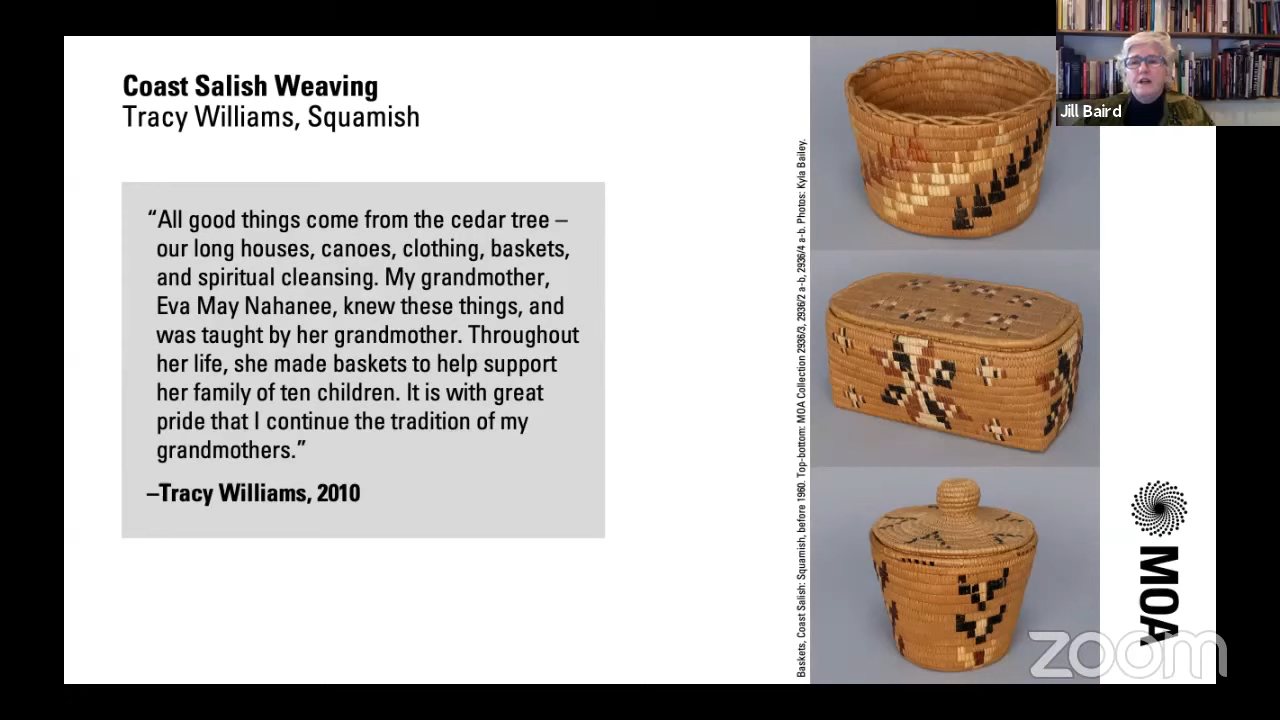 Coast Salish Weaving
Tracy Williams, Squamish
“All good things come from the cedar tree –
our long houses, canoes, clothing, baskets,
and spiritual cleansing. My grandmother,
Eva May Nahanee, knew these things, and
was taught by her grandmother. Throughout
her life, she made baskets to help support
her family of ten children. It is with great
pride that I continue the tradition of my
grandmothers.”
–Tracy Williams, 2010
Baskets, Coast Salish: Squamish, before 1960. Top-bottom: MOA Collection 2936/3, 2936/2 a-b, 2936/4 a-b. Photos: Kyla Bailey.
Jill Baird
MOA
zoom